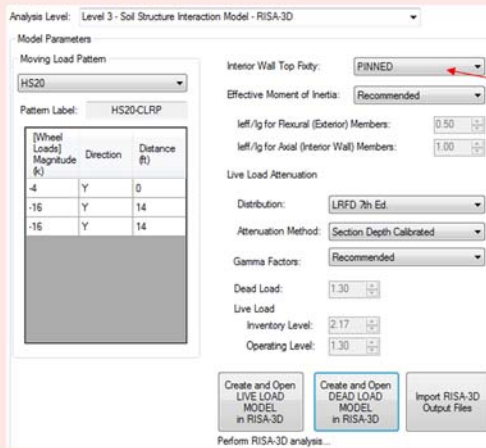 Analysis Level: Level 3 - Soil Structure Interaction Model - RISA-3D
Model Parameters
Moving Load Pattern
HS20
Pattern Label: HS20-CLRP
[Wheel Loads] Magnitude (k) Direction Distance (ft)
-4 Y 0
-16 Y 14
-16 Y 14
Interior Wall Top Fixity: PINNED
Effective Moment of Inertia: Recommended
Ieff/Ig for Flexural (Exterior) Members: 0.50
Ieff/Ig for Axial (Interior Wall) Members: 1.00
Live Load Attenuation
Distribution: LRFD 7th Ed.
Attenuation Method: Section Depth Calibrated
Gamma Factors: Recommended
Dead Load: 1.30
Live Load
Inventory Level: 2.17
Operating Level: 1.30
Create and Open
LIVE LOAD
MODEL
in RISA-3D
Create and Open
DEAD LOAD
MODEL
in RISA-3D
Import RISA-3D
Output Files
Perform RISA-3D analysis...